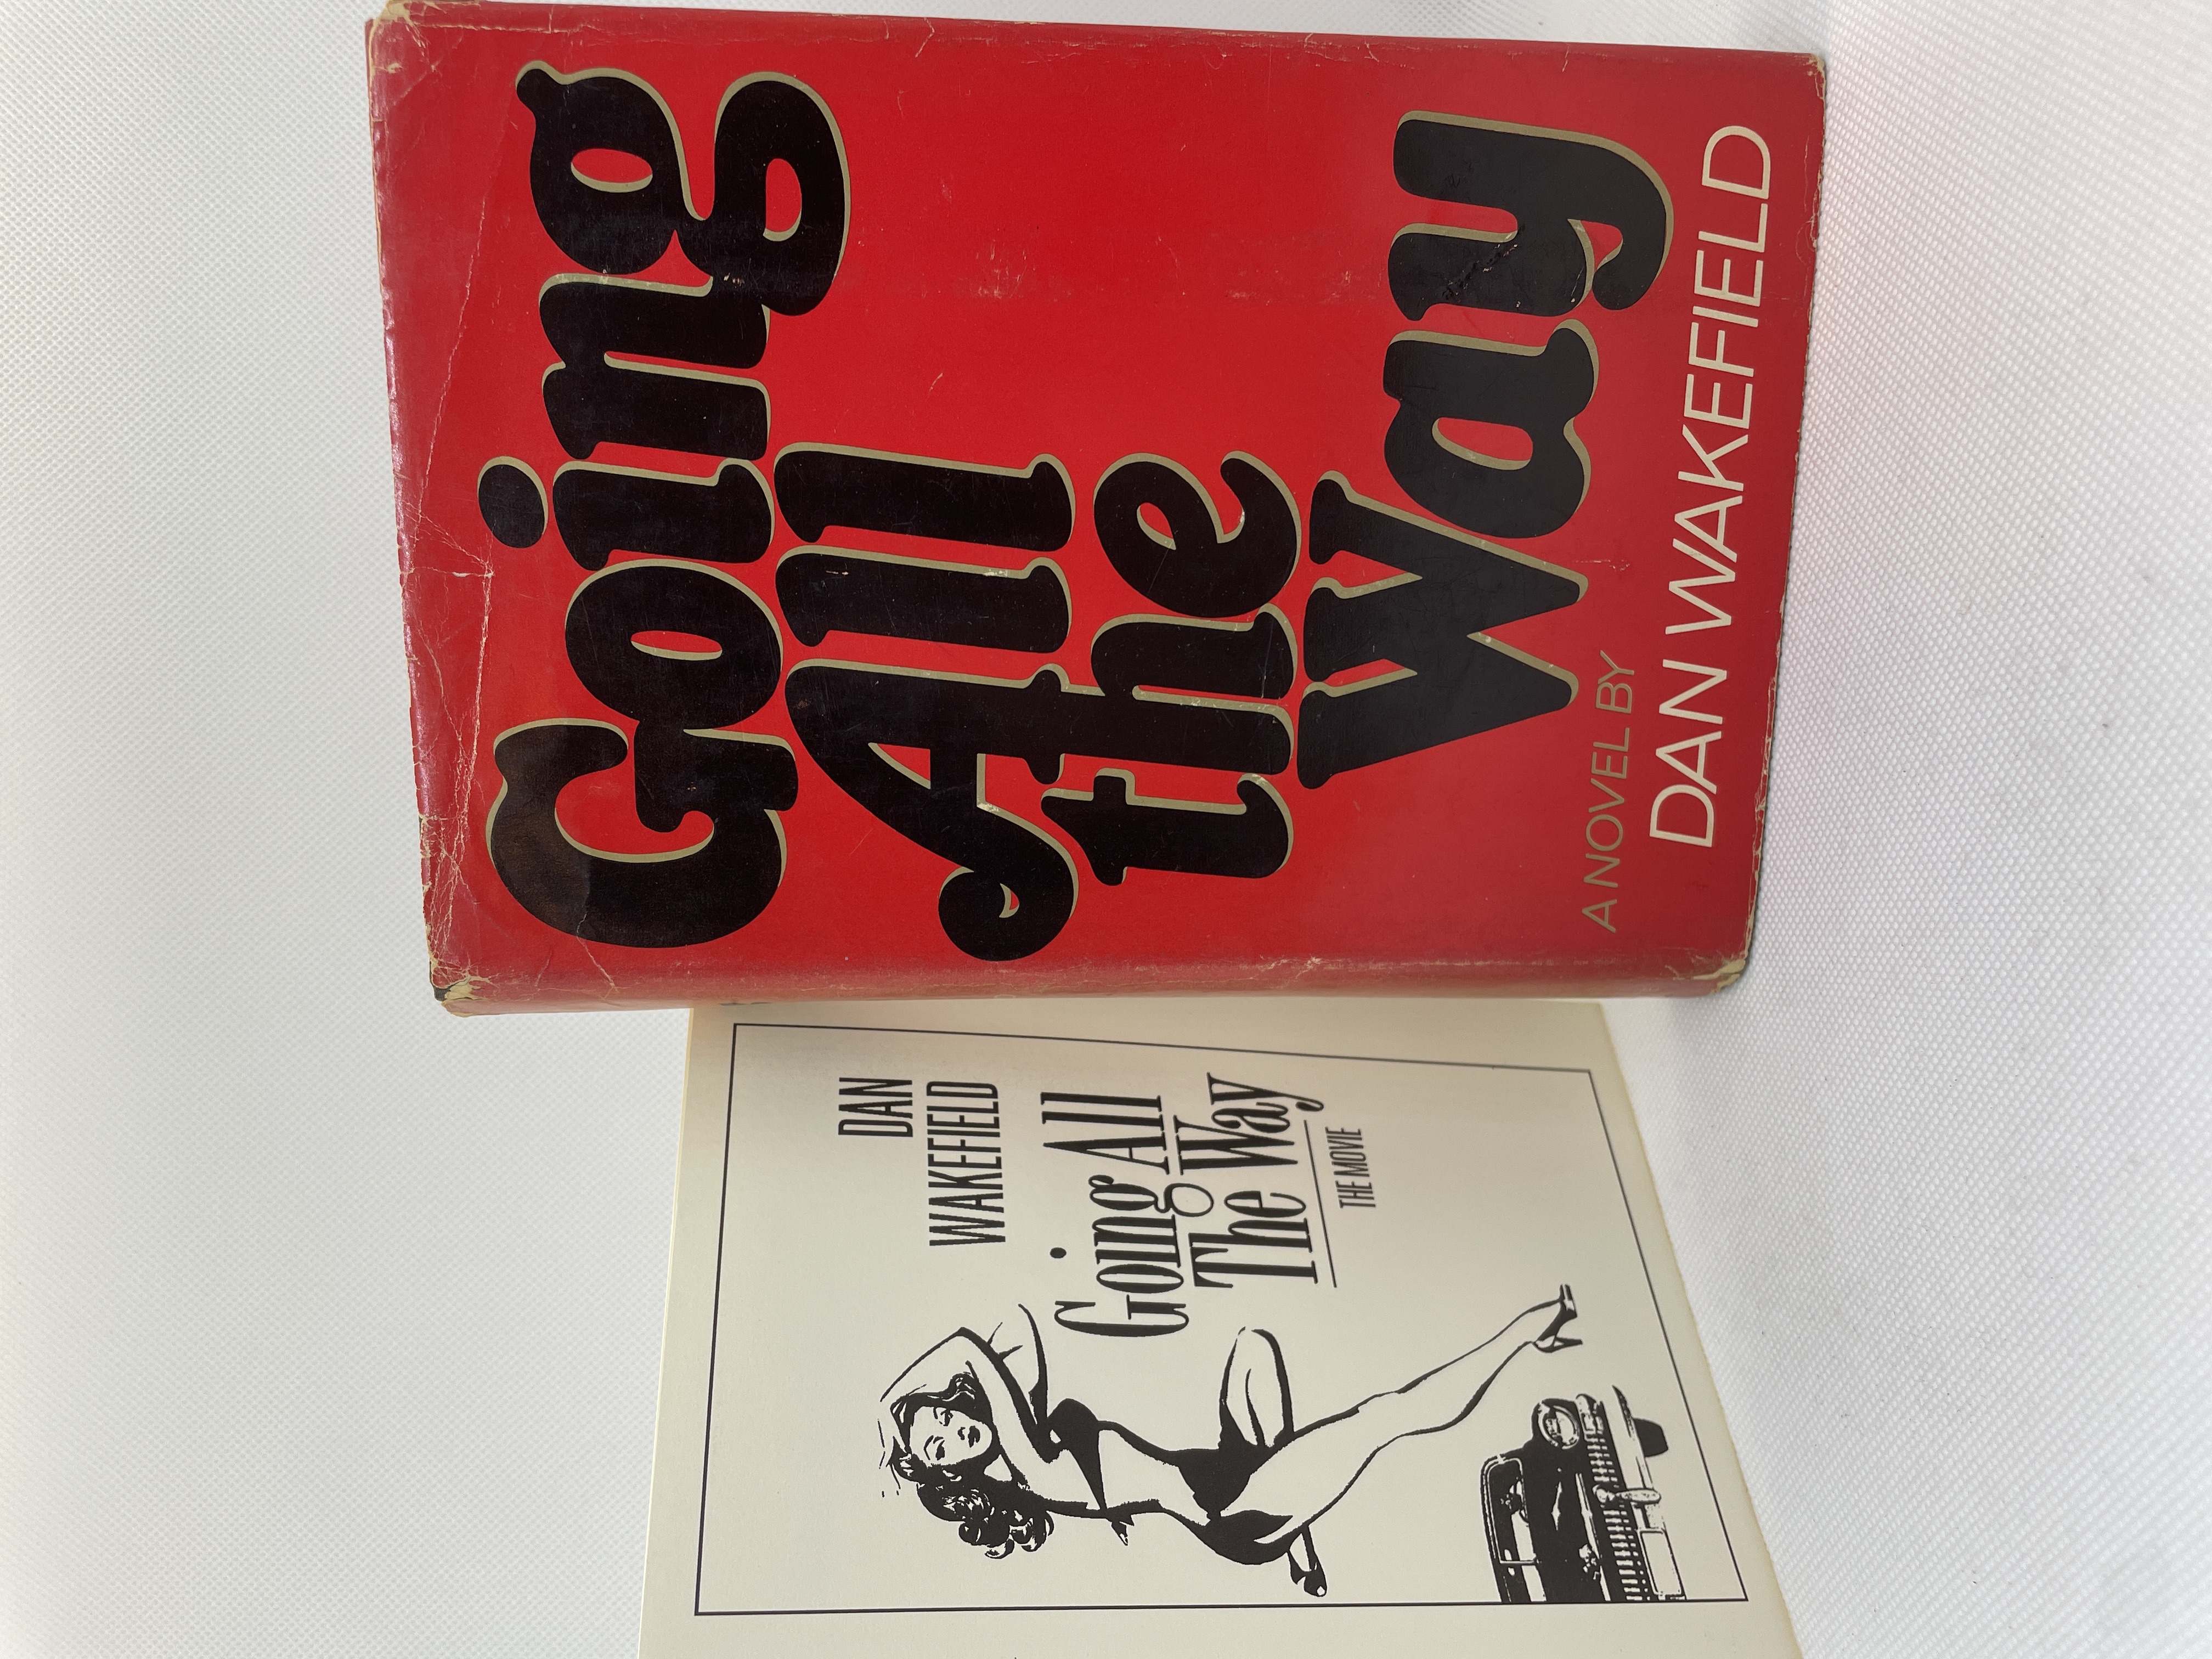 Going
All
the
Way
A NOVEL BY
DAN WAKEFIELD
DAN
WAKEFIELD
Going All
The Way
THE MOVIE